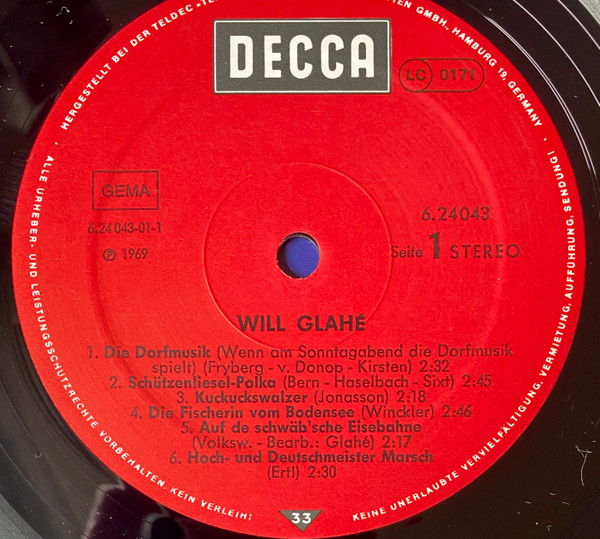 HERGESTELLT BEI DER TELDEC »TEL
EN GMBH, HAMBURG 19, GERMANY
DECCA
LC 0171
GEMA
6.24 043-01-1
Ⓟ 1969
6.24043
Seite 1 STEREO
WILL GLAHÉ
1. Die Dorfmusik (Wenn am Sonntagabend die Dorfmusik
spielt) (Fryberg - v. Donop - Kirsten) 2:32
2. Schützenliesel-Polka (Bern - Haselbach - Sixt) 2:45
3. Kuckuckswalzer (Jonasson) 2:18
4. Die Fischerin vom Bodensee (Winckler) 2:46
5. Auf de schwäb'sche Eisebahne
(Volksw. - Bearb.: Glahé) 2:17
6. Hoch- und Deutschmeister Marsch
(Ertl) 2:30
33
ALLE URHEBER- UND LEISTUNGSSCHUTZRECHTE VORBEHALTEN. KEIN VERLEIH!
KEINE UNERLAUBTE VERVIELFÄLTIGUNG, VERMIETUNG, AUFFÜHRUNG, SENDUNG!